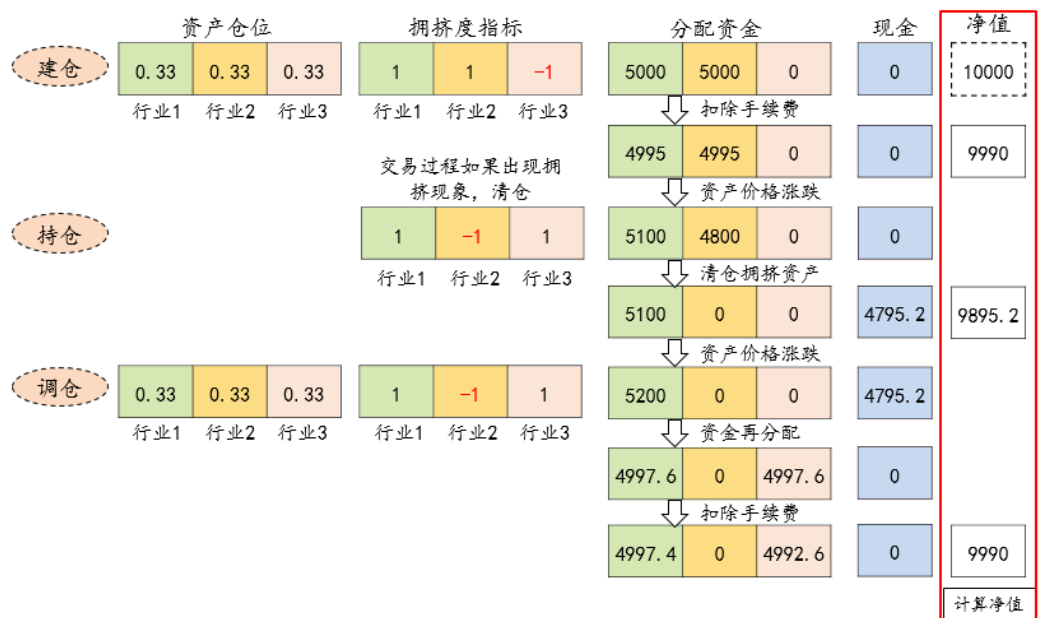 资产仓位 拥挤度指标 分配资金 现金 净值
建仓 0.33 0.33 0.33 1 1 -1 5000 5000 0 0 10000
行业1 行业2 行业3 行业1 行业2 行业3 扣除手续费
4995 4995 0 0 9990
交易过程如果出现拥
挤现象，清仓
资产价格涨跌
持仓 1 -1 1 5100 4800 0 0
行业1 行业2 行业3 清仓拥挤资产
5100 0 0 4795.2 9895.2
资产价格涨跌
调仓 0.33 0.33 0.33 1 -1 1 5200 0 0 4795.2
行业1 行业2 行业3 行业1 行业2 行业3 资金再分配
4997.6 0 4997.6 0
扣除手续费
4997.4 0 4992.6 0 9990
计算净值